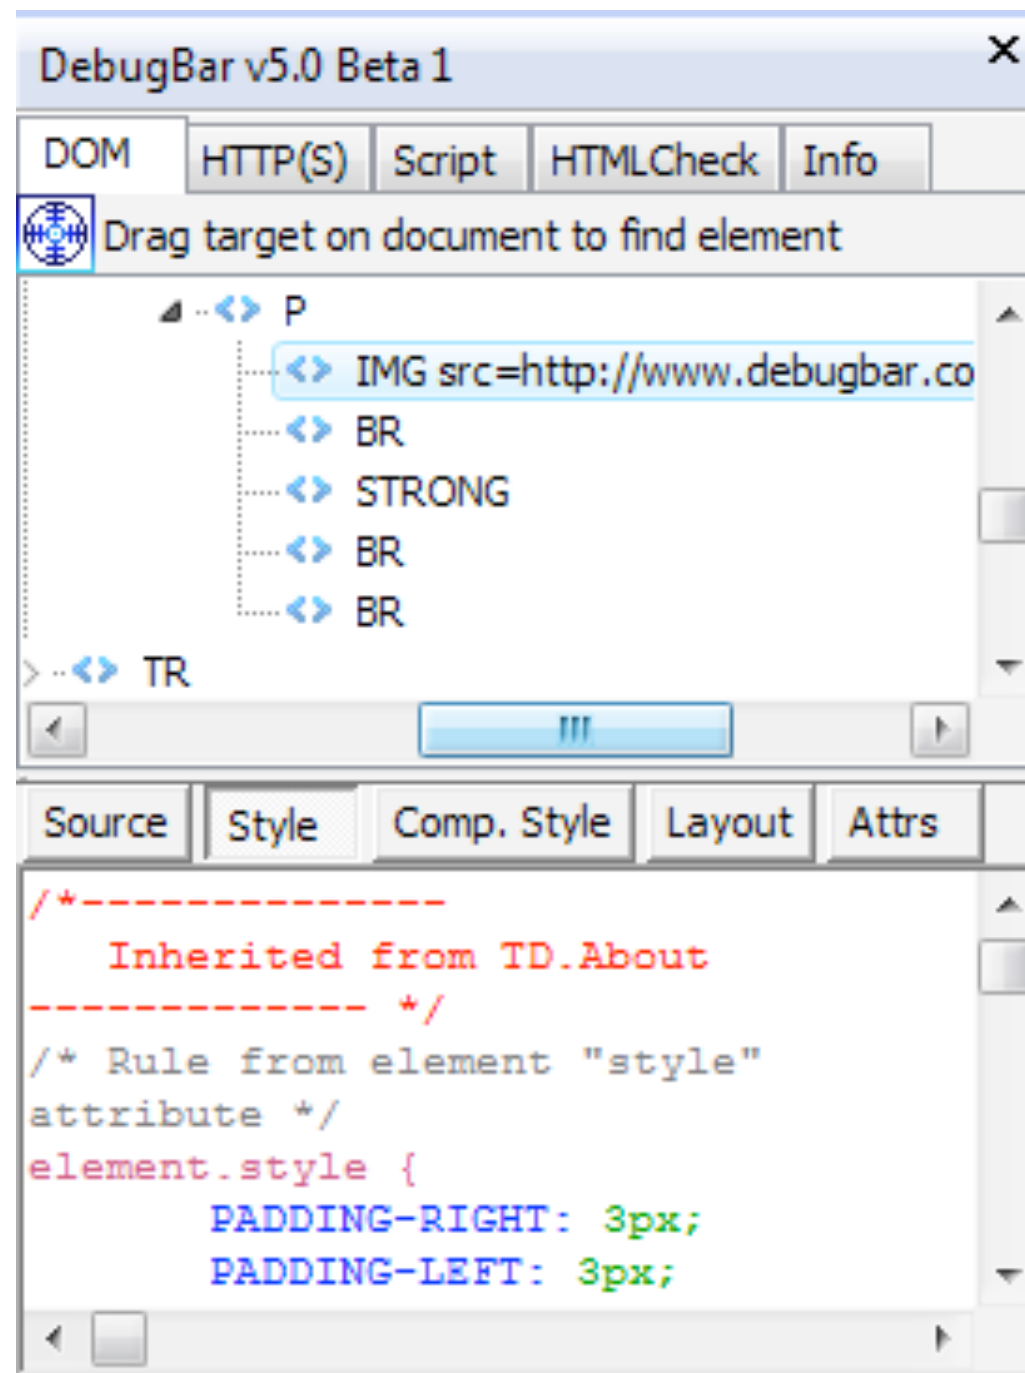 DebugBar v5.0 Beta 1
DOM HTTP(S) Script HTMLCheck Info
Drag target on document to find element
<> P
<> IMG src=http://www.debugbar.co
<> BR
<> STRONG
<> BR
<> BR
<> TR
Source Style Comp. Style Layout Attrs
/*--------------
Inherited from TD.About
------------- */
/* Rule from element "style"
attribute */
element.style {
PADDING-RIGHT: 3px;
PADDING-LEFT: 3px;